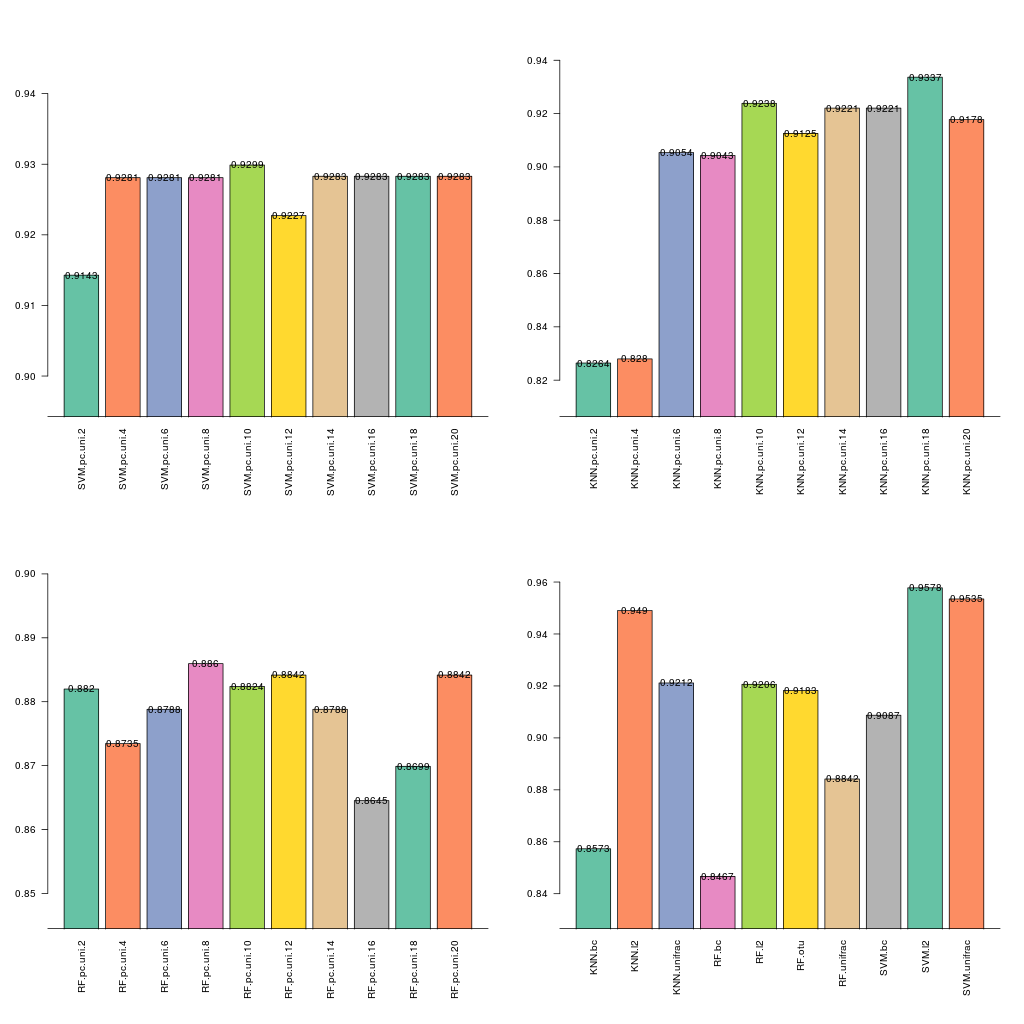 0.94
0.93
0.92
0.91
0.90
0.9143
0.9281
0.9281
0.9281
0.9299
0.9227
0.9283
0.9283
0.9283
0.9283
SVM.pc.uni.2
SVM.pc.uni.4
SVM.pc.uni.6
SVM.pc.uni.8
SVM.pc.uni.10
SVM.pc.uni.12
SVM.pc.uni.14
SVM.pc.uni.16
SVM.pc.uni.18
SVM.pc.uni.20
0.94
0.92
0.90
0.88
0.86
0.84
0.82
0.8264
0.828
0.9054
0.9043
0.9238
0.9125
0.9221
0.9221
0.9337
0.9178
KNN.pc.uni.2
KNN.pc.uni.4
KNN.pc.uni.6
KNN.pc.uni.8
KNN.pc.uni.10
KNN.pc.uni.12
KNN.pc.uni.14
KNN.pc.uni.16
KNN.pc.uni.18
KNN.pc.uni.20
0.90
0.89
0.88
0.87
0.86
0.85
0.882
0.8735
0.8788
0.886
0.8824
0.8842
0.8788
0.8645
0.8699
0.8842
RF.pc.uni.2
RF.pc.uni.4
RF.pc.uni.6
RF.pc.uni.8
RF.pc.uni.10
RF.pc.uni.12
RF.pc.uni.14
RF.pc.uni.16
RF.pc.uni.18
RF.pc.uni.20
0.96
0.94
0.92
0.90
0.88
0.86
0.84
0.8573
0.949
0.9212
0.8467
0.9206
0.9183
0.8842
0.9087
0.9578
0.9535
KNN.bc
KNN.l2
KNN.unifrac
RF.bc
RF.l2
RF.otu
RF.unifrac
SVM.bc
SVM.l2
SVM.unifrac